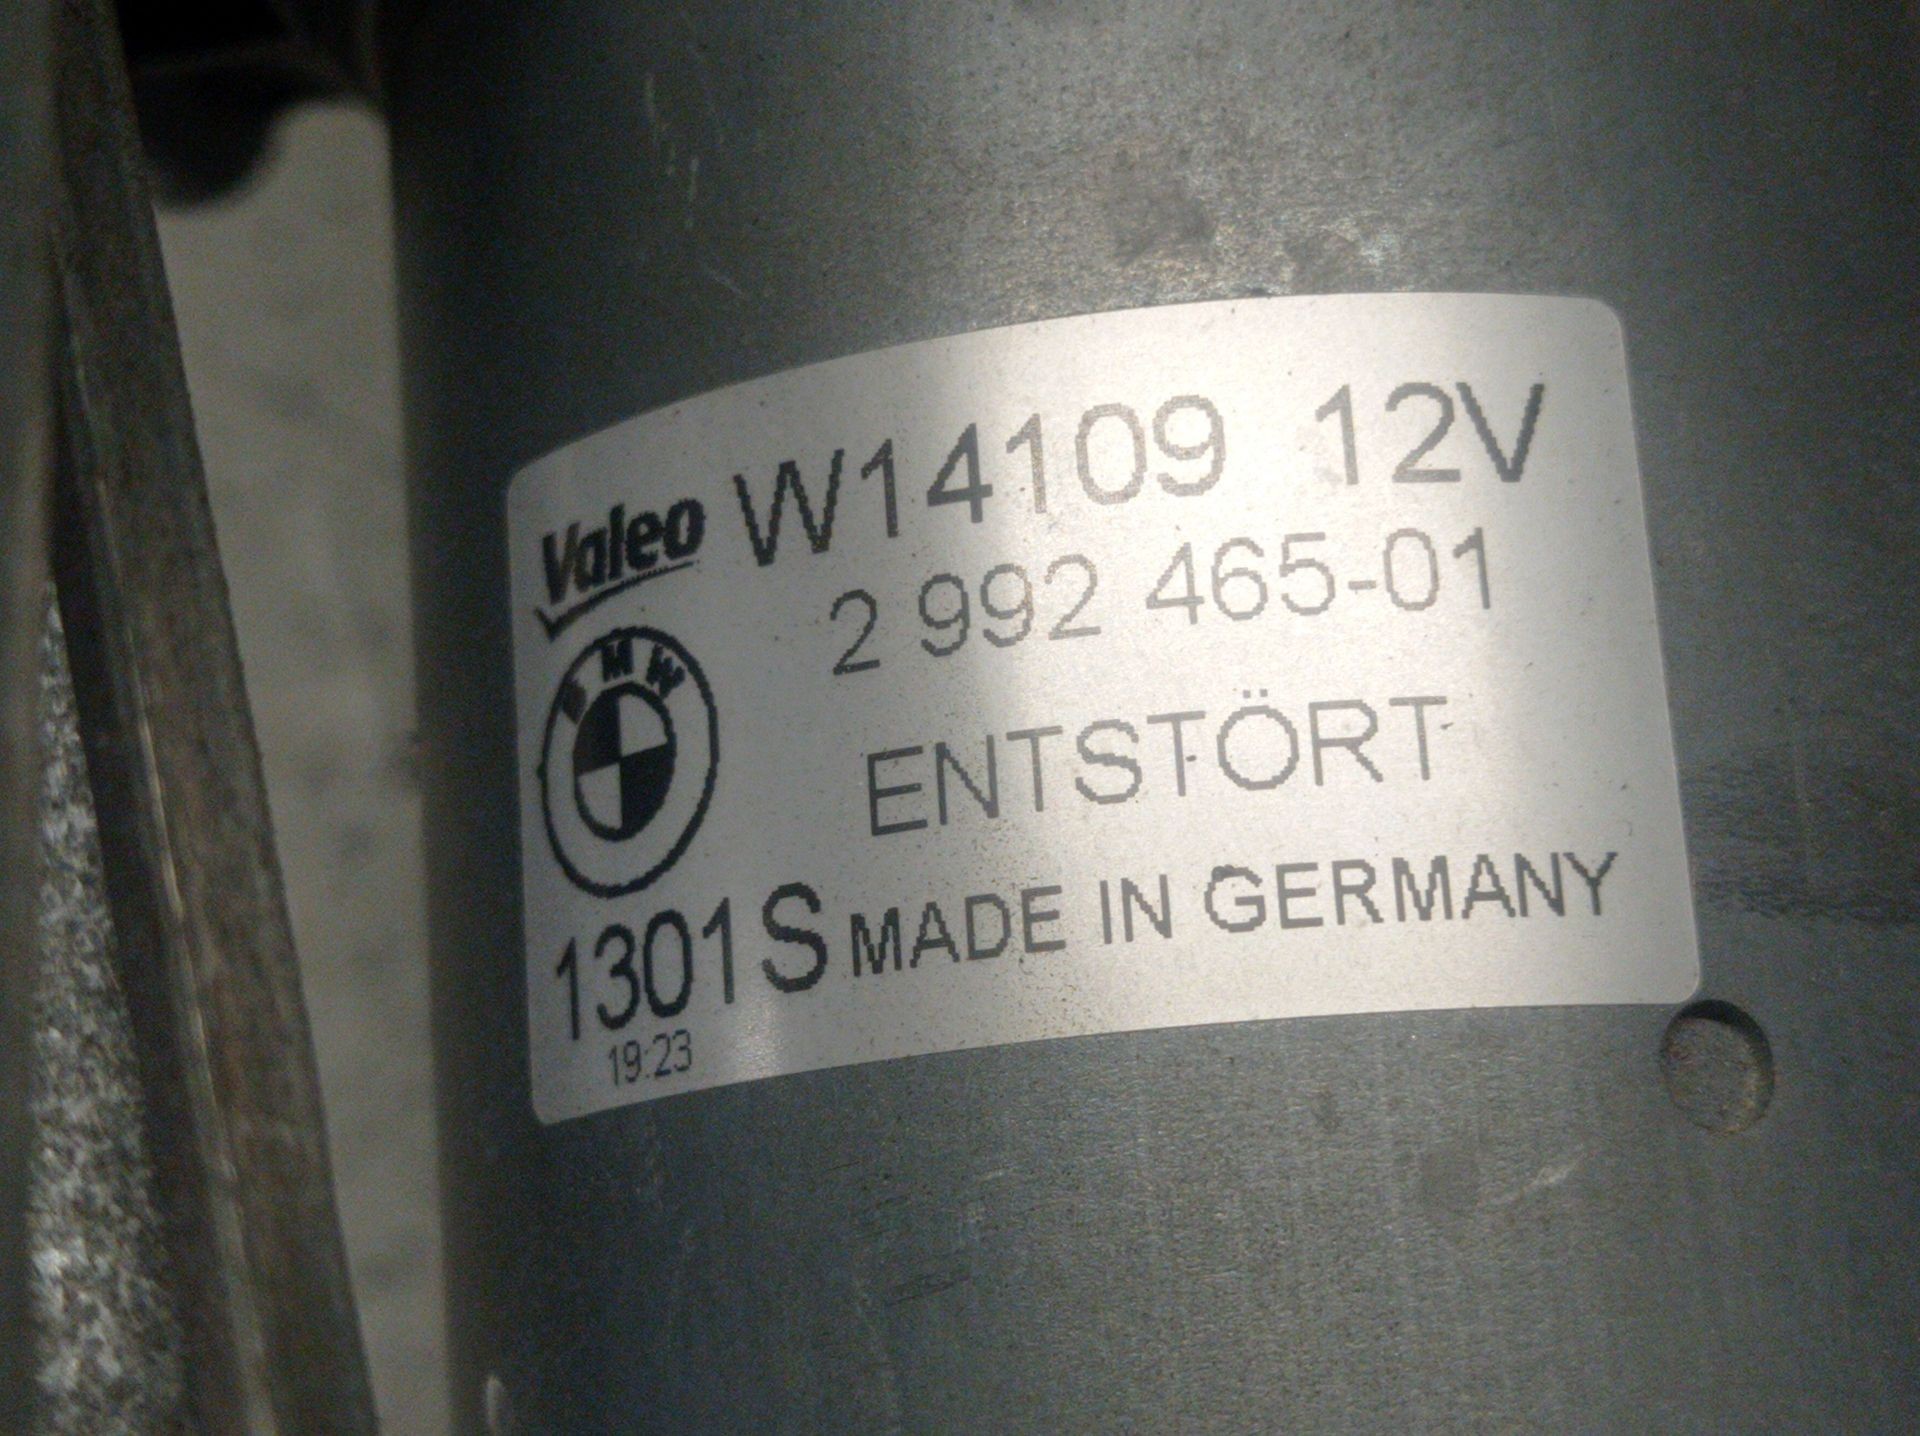 Valeo W14109 12V
2 992 465-01
BMW
ENTSTÖRT
1301S MADE IN GERMANY
19:23